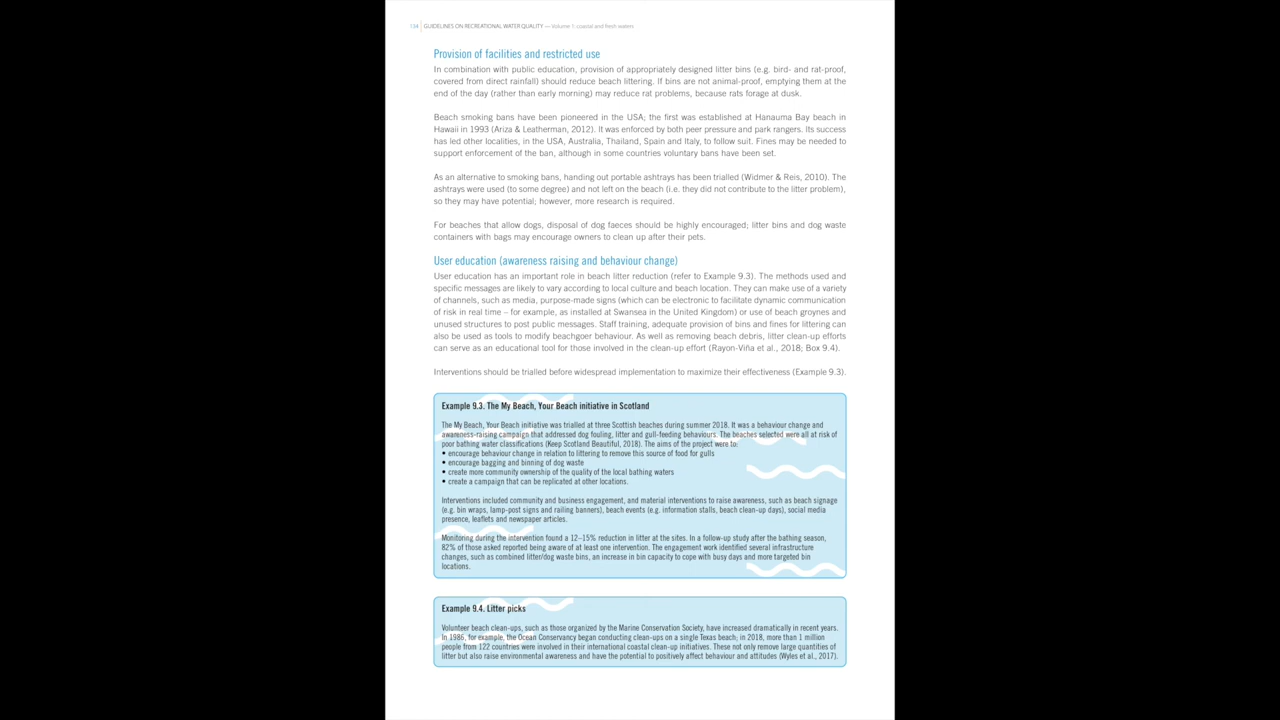 134 | GUIDELINES ON RECREATIONAL WATER QUALITY — Volume 1: coastal and fresh waters
Provision of facilities and restricted use
In combination with public education, provision of appropriately designed litter bins (e.g. bird- and rat-proof,
covered from direct rainfall) should reduce beach littering. If bins are not animal-proof, emptying them at the
end of the day (rather than early morning) may reduce rat problems, because rats forage at dusk.
Beach smoking bans have been pioneered in the USA; the first was established at Hanauma Bay beach in
Hawaii in 1993 (Ariza & Leatherman, 2012). It was enforced by both peer pressure and park rangers. Its success
has led other localities, in the USA, Australia, Thailand, Spain and Italy, to follow suit. Fines may be needed to
support enforcement of the ban, although in some countries voluntary bans have been set.
As an alternative to smoking bans, handing out portable ashtrays has been trialled (Widmer & Reis, 2010). The
ashtrays were used (to some degree) and not left on the beach (i.e. they did not contribute to the litter problem),
so they may have potential; however, more research is required.
For beaches that allow dogs, disposal of dog faeces should be highly encouraged; litter bins and dog waste
containers with bags may encourage owners to clean up after their pets.
User education (awareness raising and behaviour change)
User education has an important role in beach litter reduction (refer to Example 9.3). The methods used and
specific messages are likely to vary according to local culture and beach location. They can make use of a variety
of channels, such as media, purpose-made signs (which can be electronic to facilitate dynamic communication
of risk in real time – for example, as installed at Swansea in the United Kingdom) or use of beach groynes and
unused structures to post public messages. Staff training, adequate provision of bins and fines for littering can
also be used as tools to modify beachgoer behaviour. As well as removing beach debris, litter clean-up efforts
can serve as an educational tool for those involved in the clean-up effort (Rayon-Viña et al., 2018; Box 9.4).
Interventions should be trialled before widespread implementation to maximize their effectiveness (Example 9.3).
Example 9.3. The My Beach, Your Beach initiative in Scotland
The My Beach, Your Beach initiative was trialled at three Scottish beaches during summer 2018. It was a behaviour change and
awareness-raising campaign that addressed dog fouling, litter and gull-feeding behaviours. The beaches selected were all at risk of
poor bathing water classifications (Keep Scotland Beautiful, 2018). The aims of the project were to:
• encourage behaviour change in relation to littering to remove this source of food for gulls
• encourage bagging and binning of dog waste
• create more community ownership of the quality of the local bathing waters
• create a campaign that can be replicated at other locations.
Interventions included community and business engagement, and material interventions to raise awareness, such as beach signage
(e.g. bin wraps, lamp-post signs and railing banners), beach events (e.g. information stalls, beach clean-up days), social media
presence, leaflets and newspaper articles.
Monitoring during the intervention found a 12–15% reduction in litter at the sites. In a follow-up study after the bathing season,
82% of those asked reported being aware of at least one intervention. The engagement work identified several infrastructure
changes, such as combined litter/dog waste bins, an increase in bin capacity to cope with busy days and more targeted bin
locations.
Example 9.4. Litter picks
Volunteer beach clean-ups, such as those organized by the Marine Conservation Society, have increased dramatically in recent years.
In 1986, for example, the Ocean Conservancy began conducting clean-ups on a single Texas beach; in 2018, more than 1 million
people from 122 countries were involved in their international coastal clean-up initiatives. These not only remove large quantities of
litter but also raise environmental awareness and have the potential to positively affect behaviour and attitudes (Wyles et al., 2017).